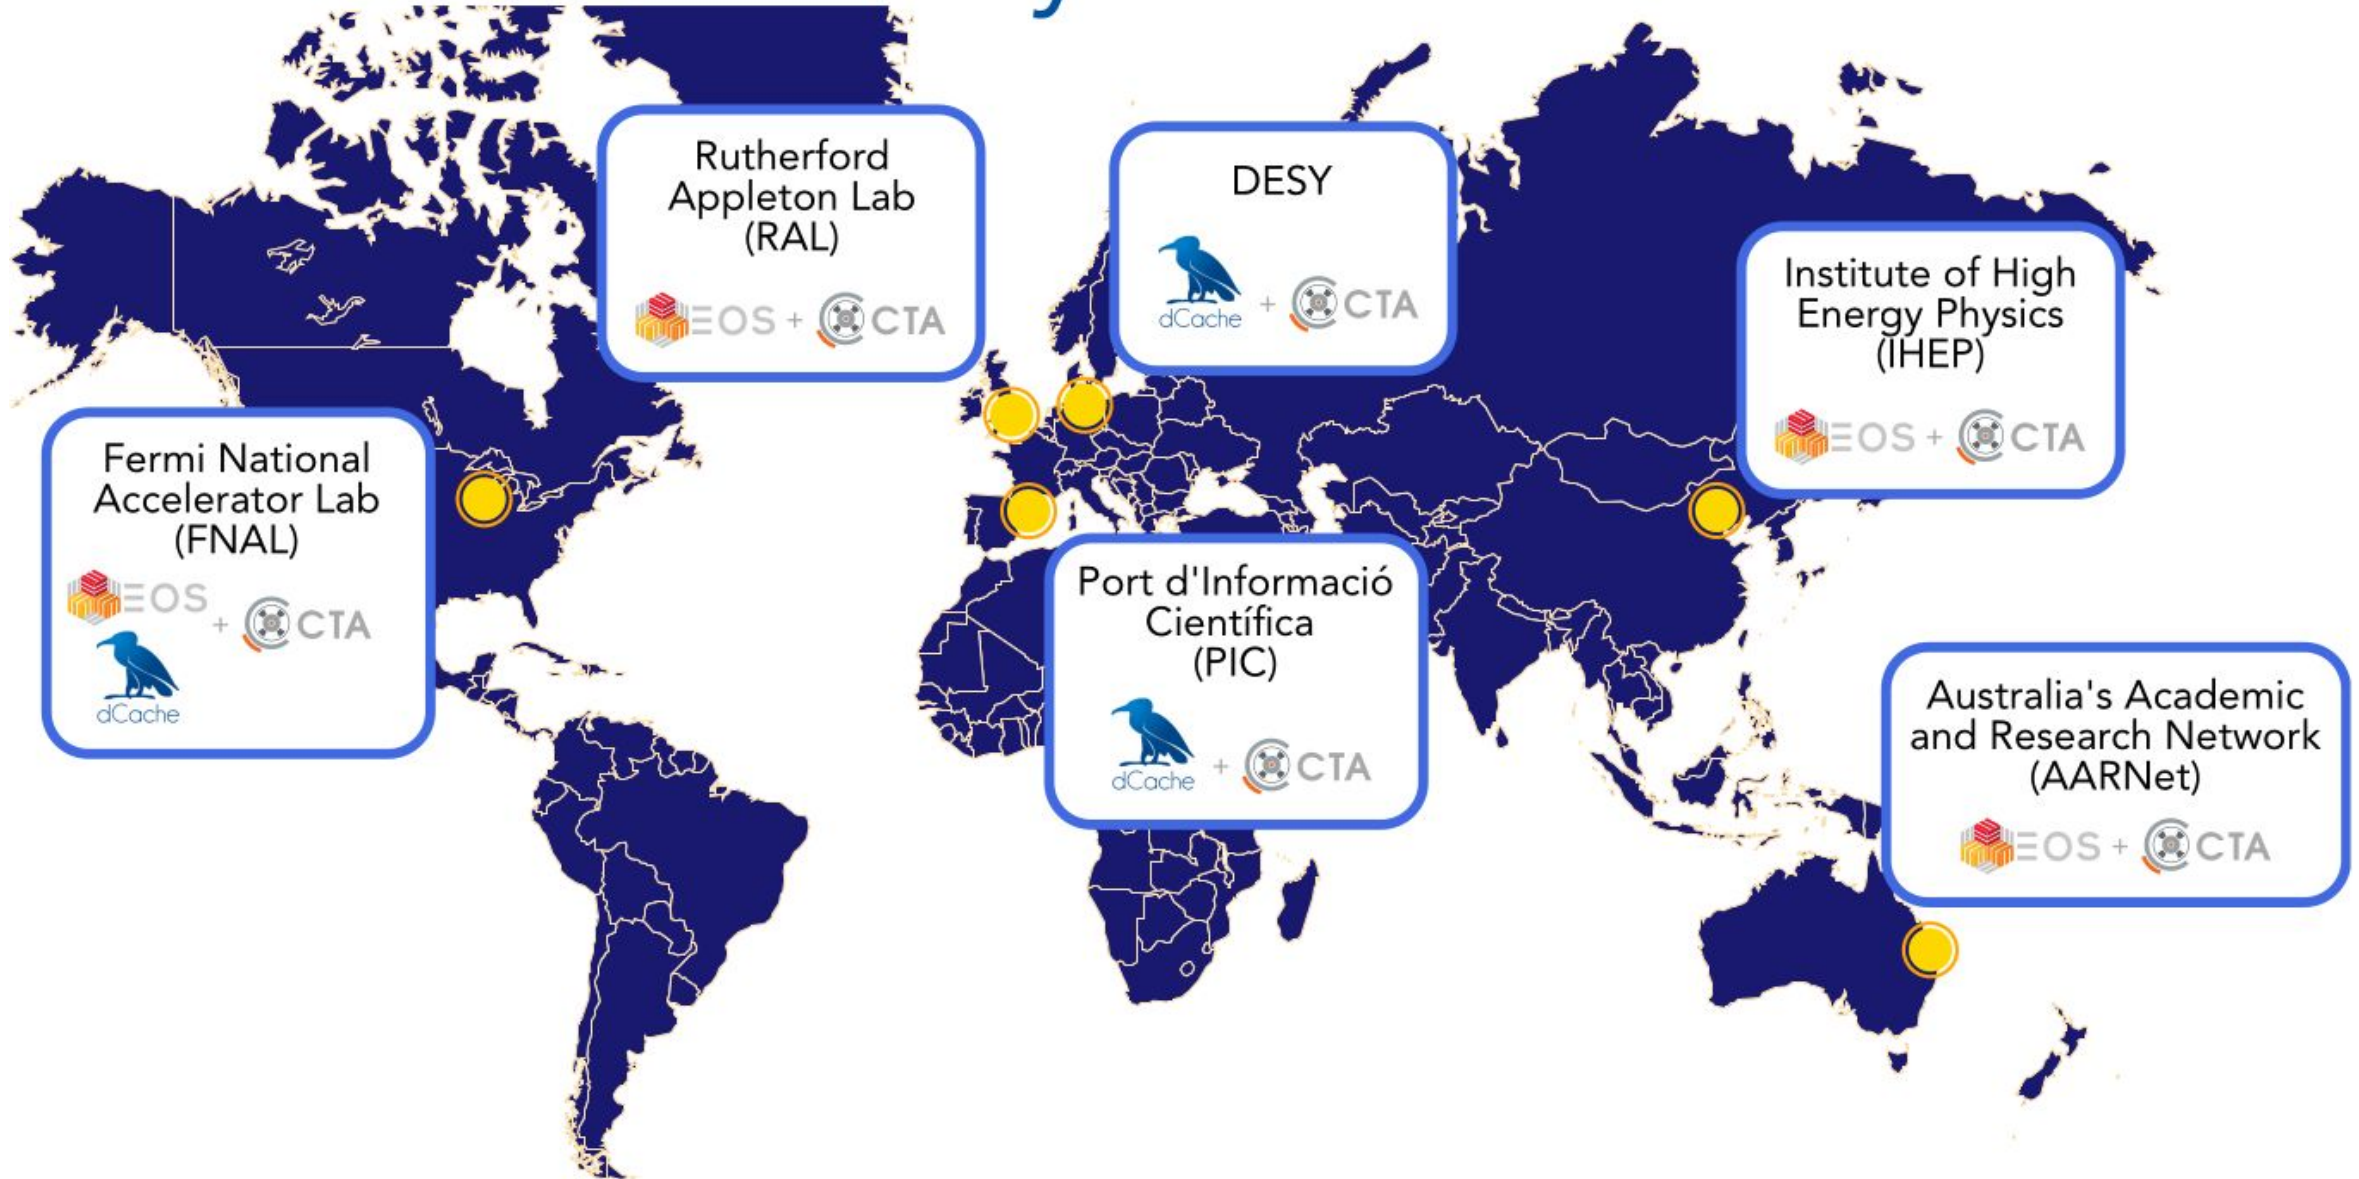 Rutherford
Appleton Lab
(RAL)
EOS + CTA
DESY
dCache + CTA
Institute of High
Energy Physics
(IHEP)
EOS + CTA
Fermi National
Accelerator Lab
(FNAL)
EOS
+ CTA
dCache
Port d'Informació
Científica
(PIC)
dCache + CTA
Australia's Academic
and Research Network
(AARNet)
EOS + CTA